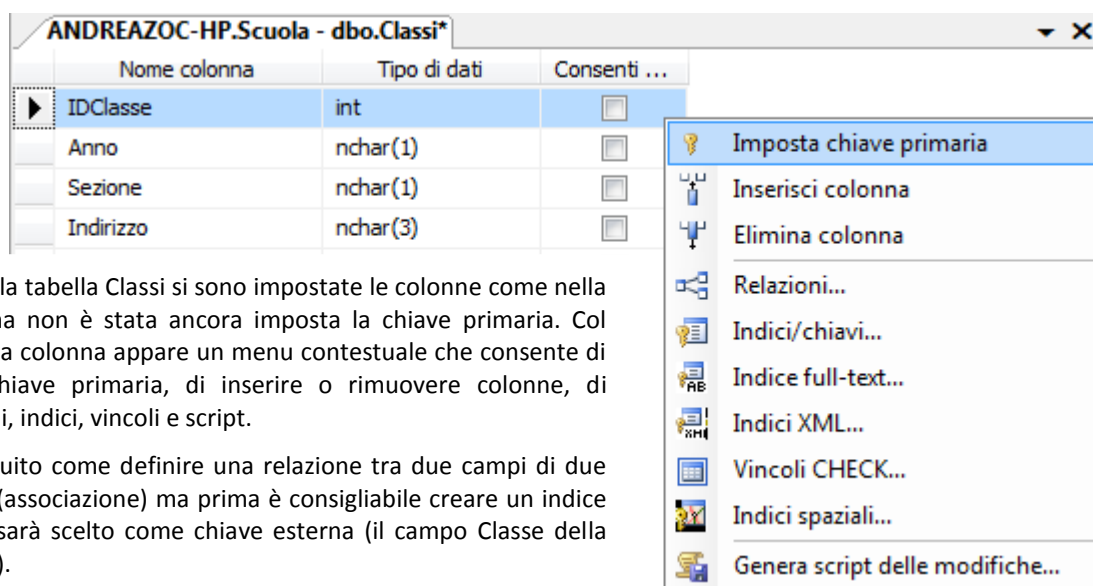 ANDREAZOC-HP.Scuola - dbo.Classi*
Nome colonna Tipo di dati Consenti ...
IDClasse int
Anno nchar(1)
Sezione nchar(1)
Indirizzo nchar(3)
Imposta chiave primaria
Inserisci colonna
Elimina colonna
Relazioni...
Indici/chiavi...
Indice full-text...
Indici XML...
Vincoli CHECK...
Indici spaziali...
Genera script delle modifiche...
la tabella Classi si sono impostate le colonne come nella
non è stata ancora imposta la chiave primaria. Col
a colonna appare un menu contestuale che consente di
primaria, di inserire o rimuovere colonne, di
i, indici, vincoli e script.
come definire una relazione tra due campi di due
(associazione) ma prima è consigliabile creare un indice
sarà scelto come chiave esterna (il campo Classe della
).